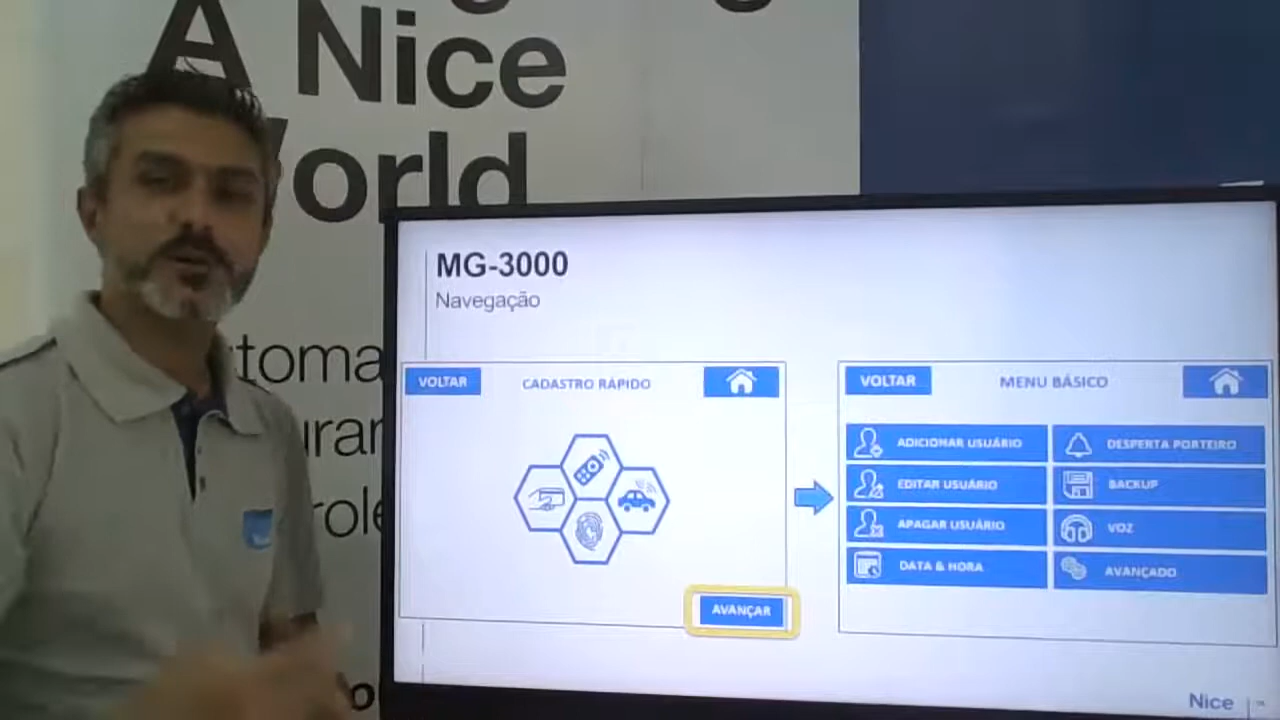 A Nice
World
MG-3000
Navegação
VOLTAR
CADASTRO RÁPIDO
AVANÇAR
VOLTAR
MENU BÁSICO
ADICIONAR USUÁRIO
DESPERTA PORTEIRO
EDITAR USUÁRIO
BACKUP
APAGAR USUÁRIO
VOZ
DATA & HORA
AVANÇADO
Nice